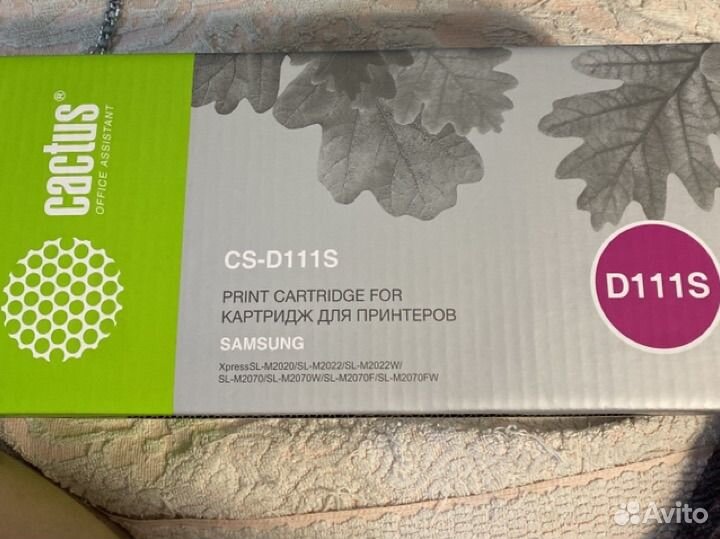 cactus®
OFFICE ASSISTANT
CS-D111S
PRINT CARTRIDGE FOR
КАРТРИДЖ ДЛЯ ПРИНТЕРОВ
SAMSUNG
XpressSL-M2020/SL-M2022/SL-M2022W/
SL-M2070/SL-M2070W/SL-M2070F/SL-M2070FW
D111S
Avito